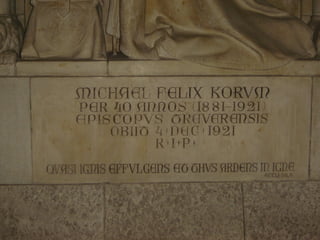 MICHAEL FELIX KORVM
PER 40 ANNOS (1881-1921)
EPISCOPVS TREVERENSIS
OBIIT 4·DEC·1921
R·I·P·
QVASI IGNIS EFFVLGENS ET THVS ARDENS IN IGNE